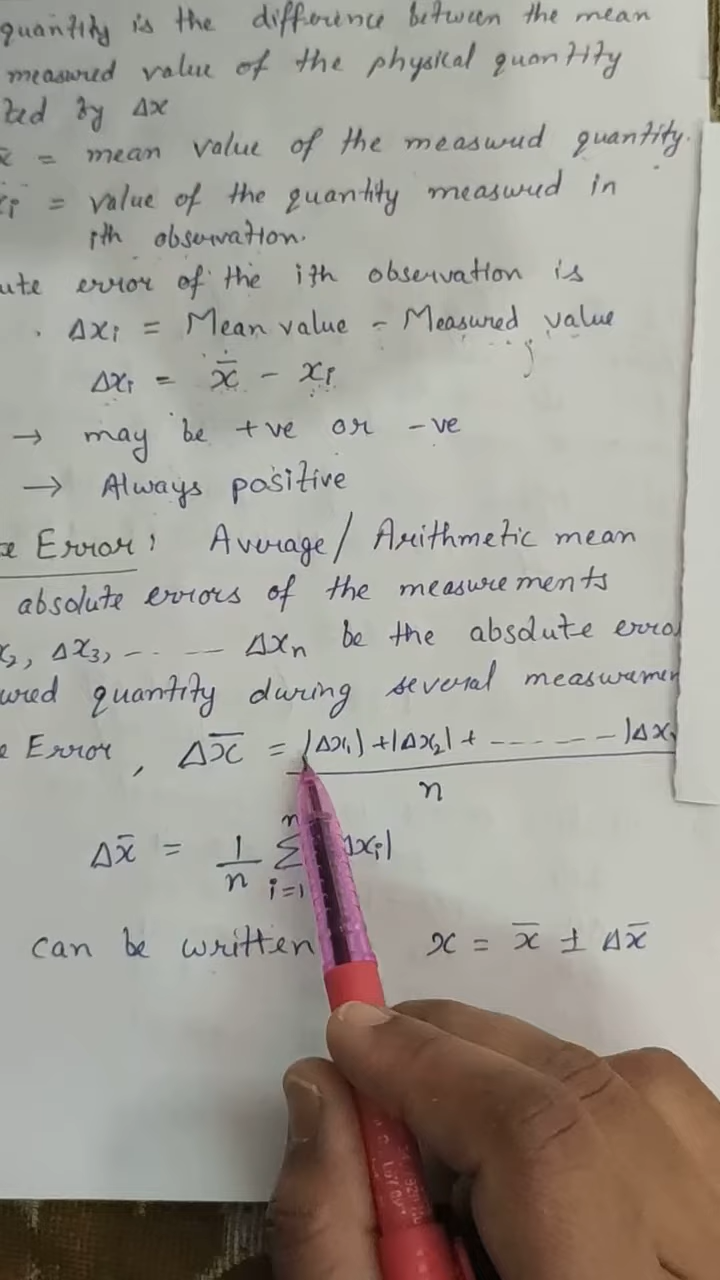 quantity is the difference between the mean
measured value of the physical quantity
ted by Δx
x̄ = mean value of the measured quantity.
xi = value of the quantity measured in
ith observation.
ute error of the ith observation is
Δxi = Mean value - Measured value
Δxi = x̄ - xi
→ may be +ve or -ve
→ Always positive
e Error: Average/ Arithmetic mean
absolute errors of the measurements
x2, Δx3, - - - Δxn be the absolute erro
ured quantity during several measuremen
e Error, Δx̄ = |Δx1| + |Δx2| + - - - - - - |Δx
n
Δx̄ = 1/n Σ i=1 n Δxi|
can be written x = x̄ ± Δx̄